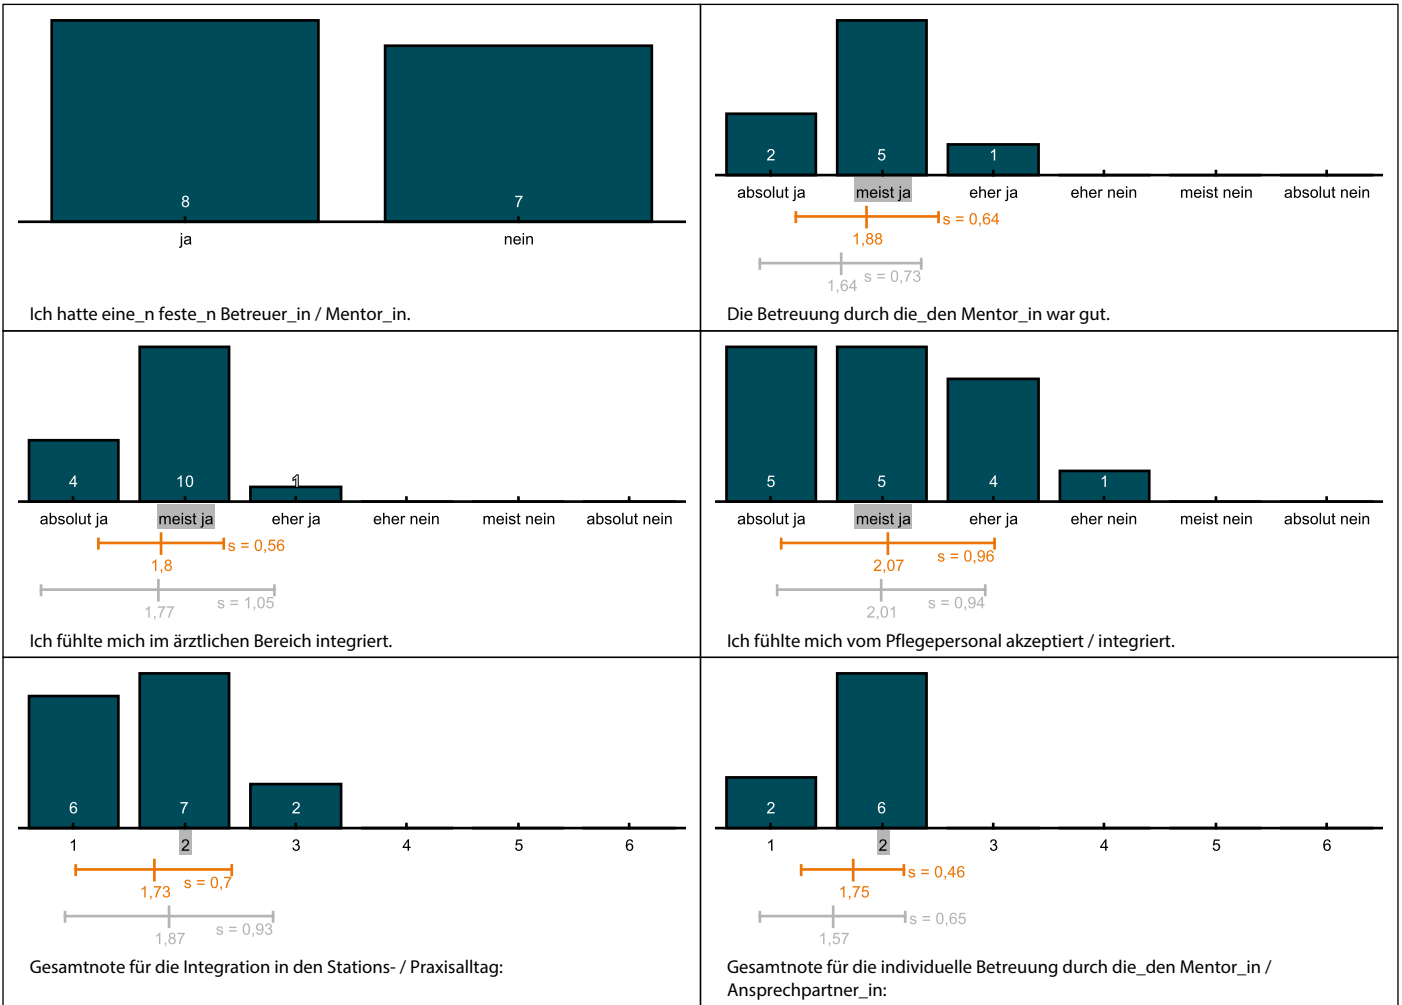 8
7
ja
nein
Ich hatte eine_n feste_n Betreuer_in / Mentor_in.
2
5
1
absolut ja
meist ja
eher ja
eher nein
meist nein
absolut nein
s = 0,64
1,88
s = 0,73
1,64
Die Betreuung durch die_den Mentor_in war gut.
4
10
1
absolut ja
meist ja
eher ja
eher nein
meist nein
absolut nein
s = 0,56
1,8
s = 1,05
1,77
Ich fühlte mich im ärztlichen Bereich integriert.
5
5
4
1
absolut ja
meist ja
eher ja
eher nein
meist nein
absolut nein
s = 0,96
2,07
s = 0,94
2,01
Ich fühlte mich vom Pflegepersonal akzeptiert / integriert.
6
7
2
1
2
3
4
5
6
s = 0,7
1,73
s = 0,93
1,87
Gesamtnote für die Integration in den Stations- / Praxisalltag:
2
6
1
2
3
4
5
6
s = 0,46
1,75
s = 0,65
1,57
Gesamtnote für die individuelle Betreuung durch die_den Mentor_in /
Ansprechpartner_in: